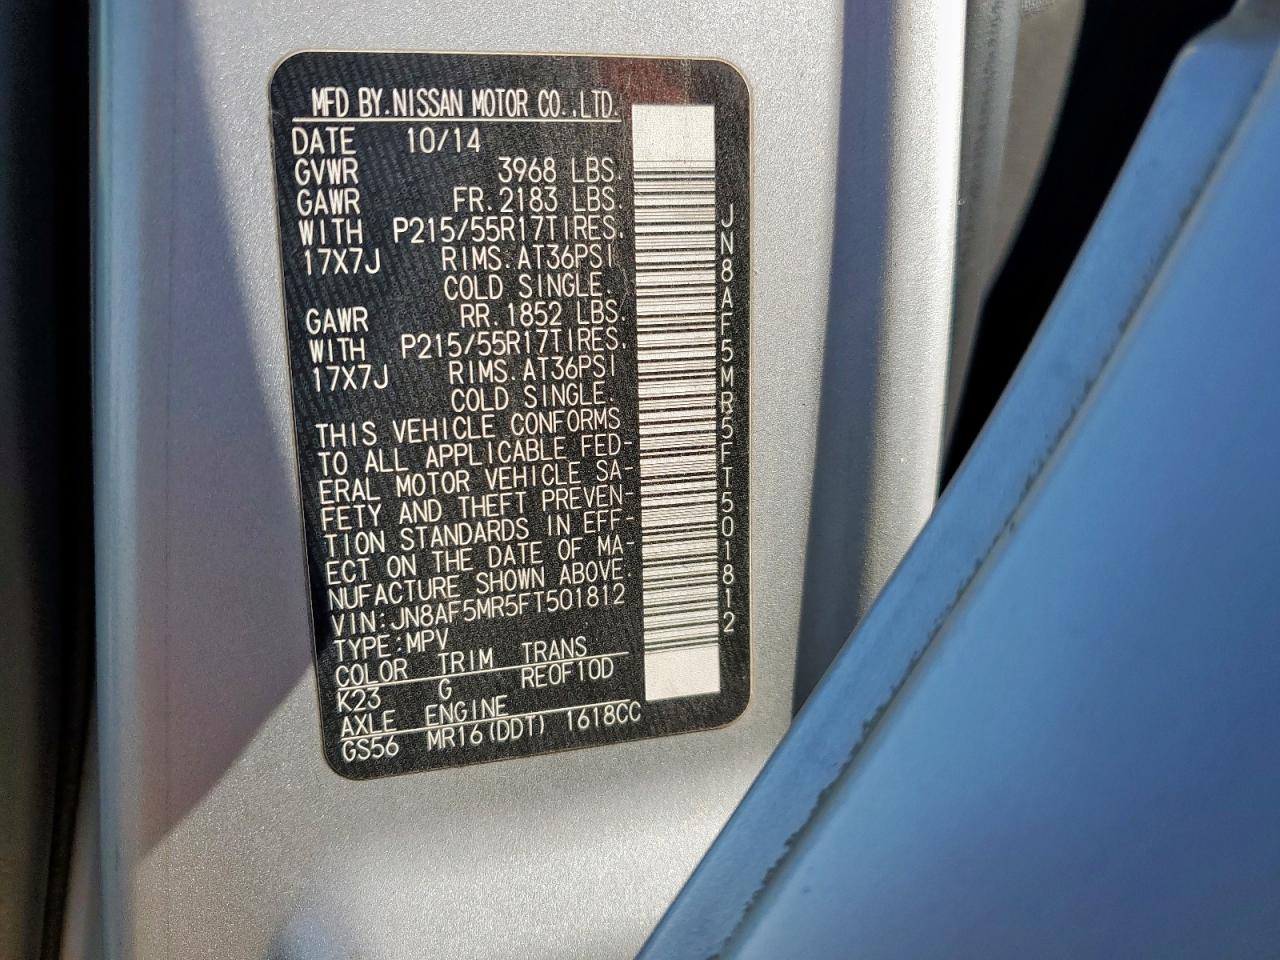 MFD BY.NISSAN MOTOR CO.,LTD.
DATE 10/14
GVWR 3968 LBS.
GAWR FR.2183 LBS.
WITH P215/55R17TIRES.
17X7J RIMS.AT36PSI
COLD SINGLE.
GAWR RR.1852 LBS.
WITH P215/55R17TIRES.
17X7J RIMS.AT36PSI
COLD SINGLE.
THIS VEHICLE CONFORMS
TO ALL APPLICABLE FED-
ERAL MOTOR VEHICLE SA-
FETY AND THEFT PREVEN-
TION STANDARDS IN EFF-
ECT ON THE DATE OF MA-
NUFACTURE SHOWN ABOVE.
VIN:JN8AF5MR5FT501812
TYPE:MPV
COLOR TRIM TRANS
K23 G RE0F10D
AXLE ENGINE
GS56 MR16(DDT) 1618CC
JN8AF5MR5FT501812